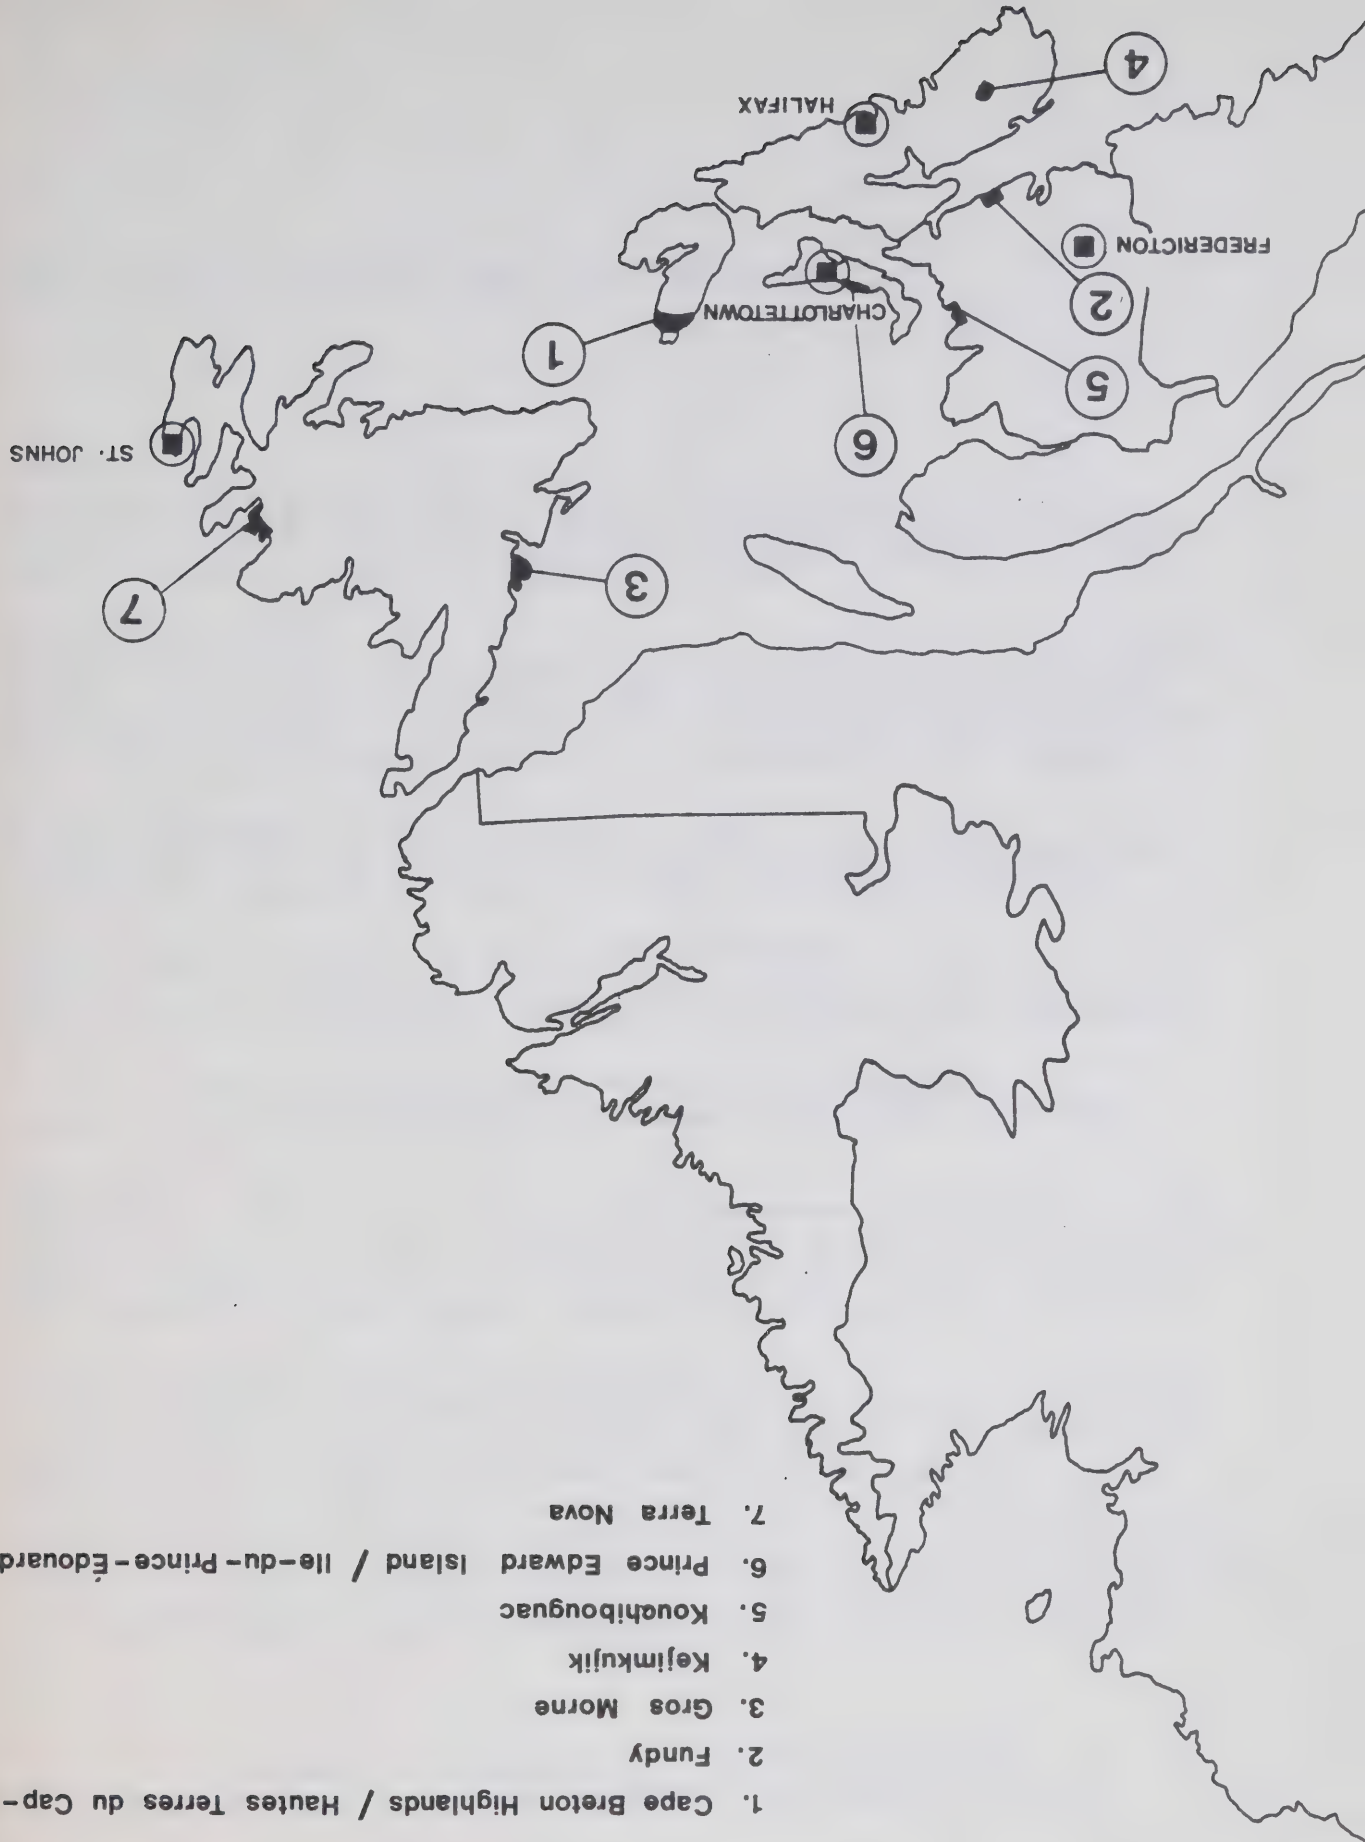 1. Cape Breton Highlands / Hautes Terres du Cap-
2. Fundy
3. Gros Morne
4. Kejimkujik
5. Kouchibouguac
6. Prince Edward Island / Ile-du-Prince-Édouard
7. Terra Nova
7
3
ST. JOHNS
6
1
5
CHARLOTTETOWN
2
FREDERICTON
HALIFAX
4